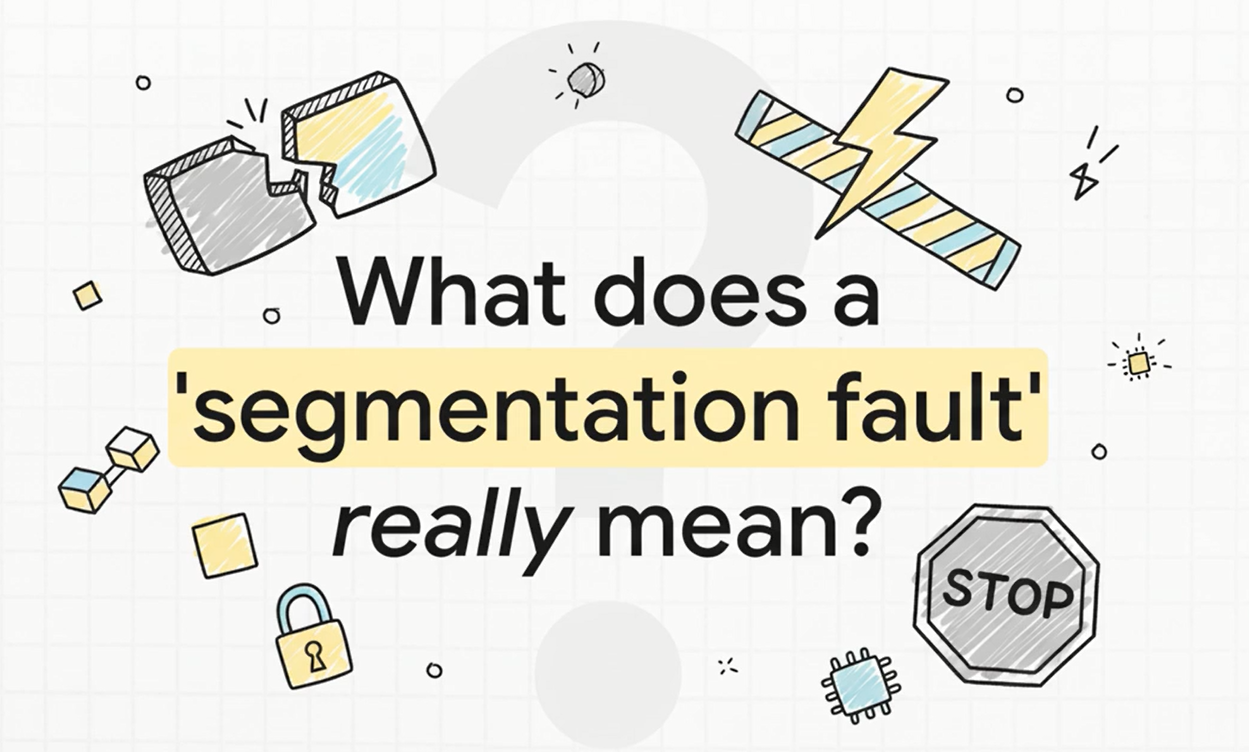 What does a
'segmentation fault'
really mean?
STOP